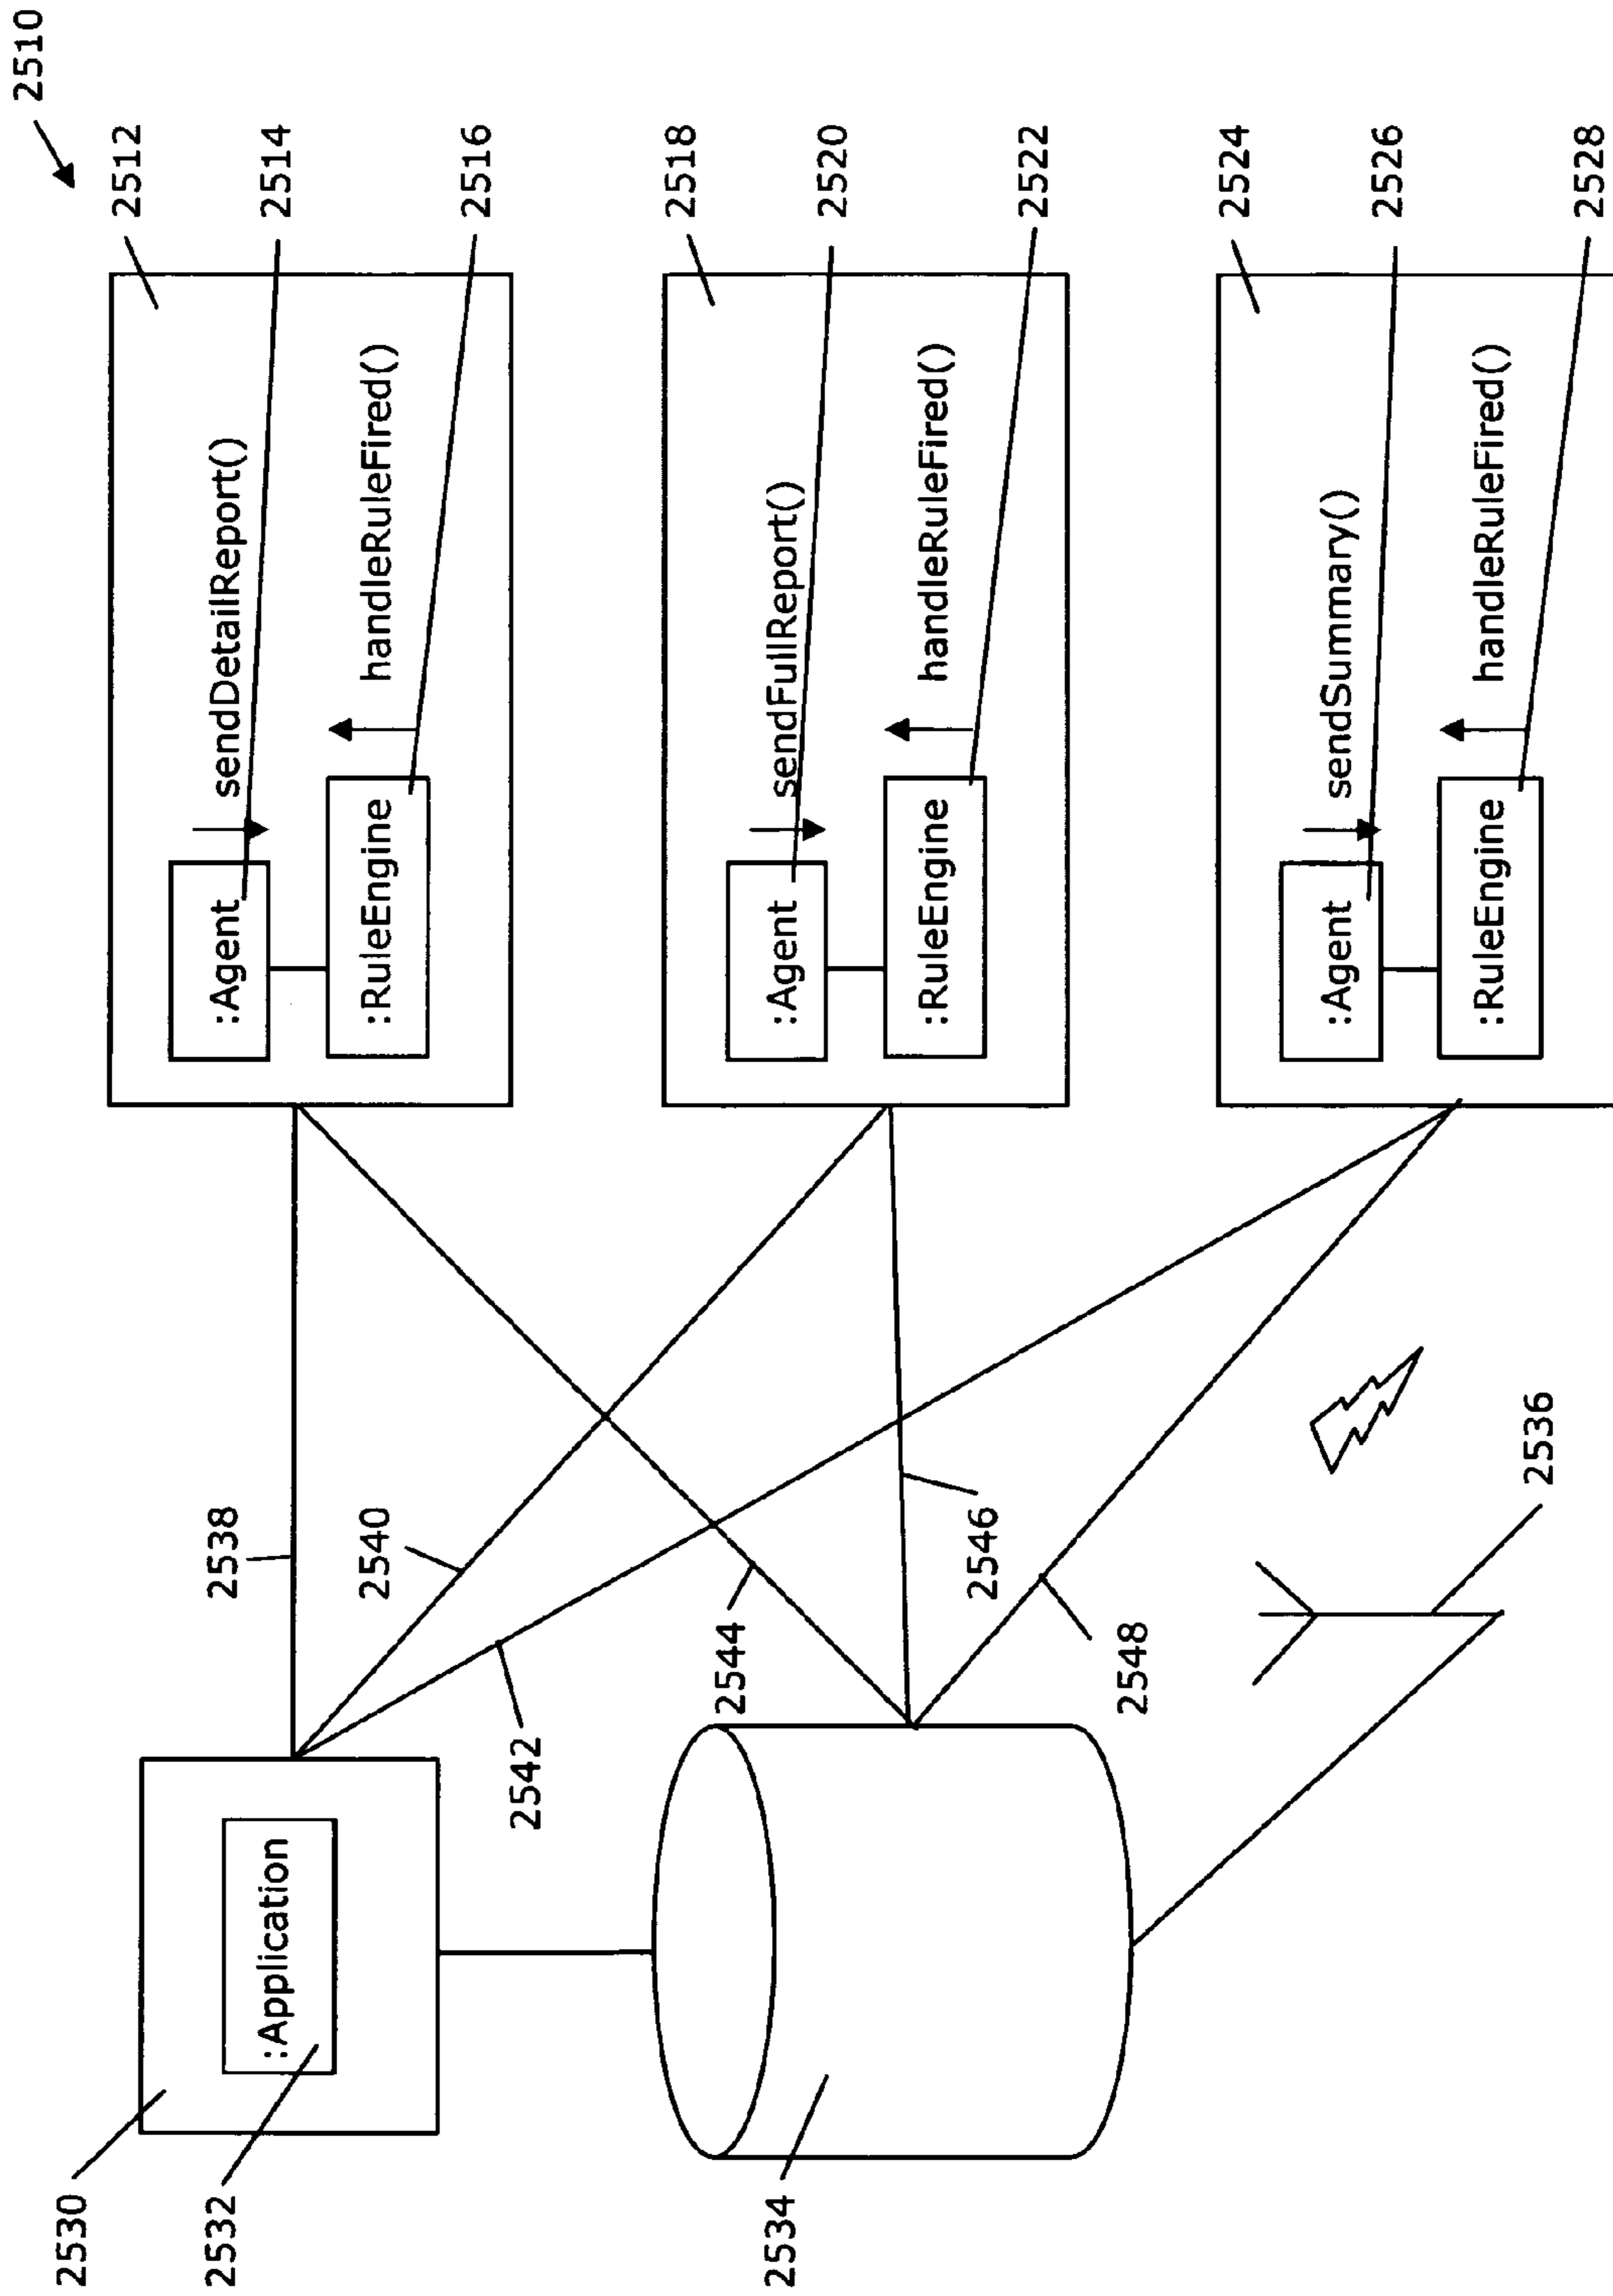 2510
2512
2514
2516
2518
2520
2522
2524
2526
2528
sendDetailReport()
:Agent
handleRuleFired()
:RuleEngine
sendFullReport()
:Agent
handleRuleFired()
:RuleEngine
sendSummary()
:Agent
handleRuleFired()
:RuleEngine
2538
2540
2542
2544
2546
2548
2536
:Application
2530
2532
2534